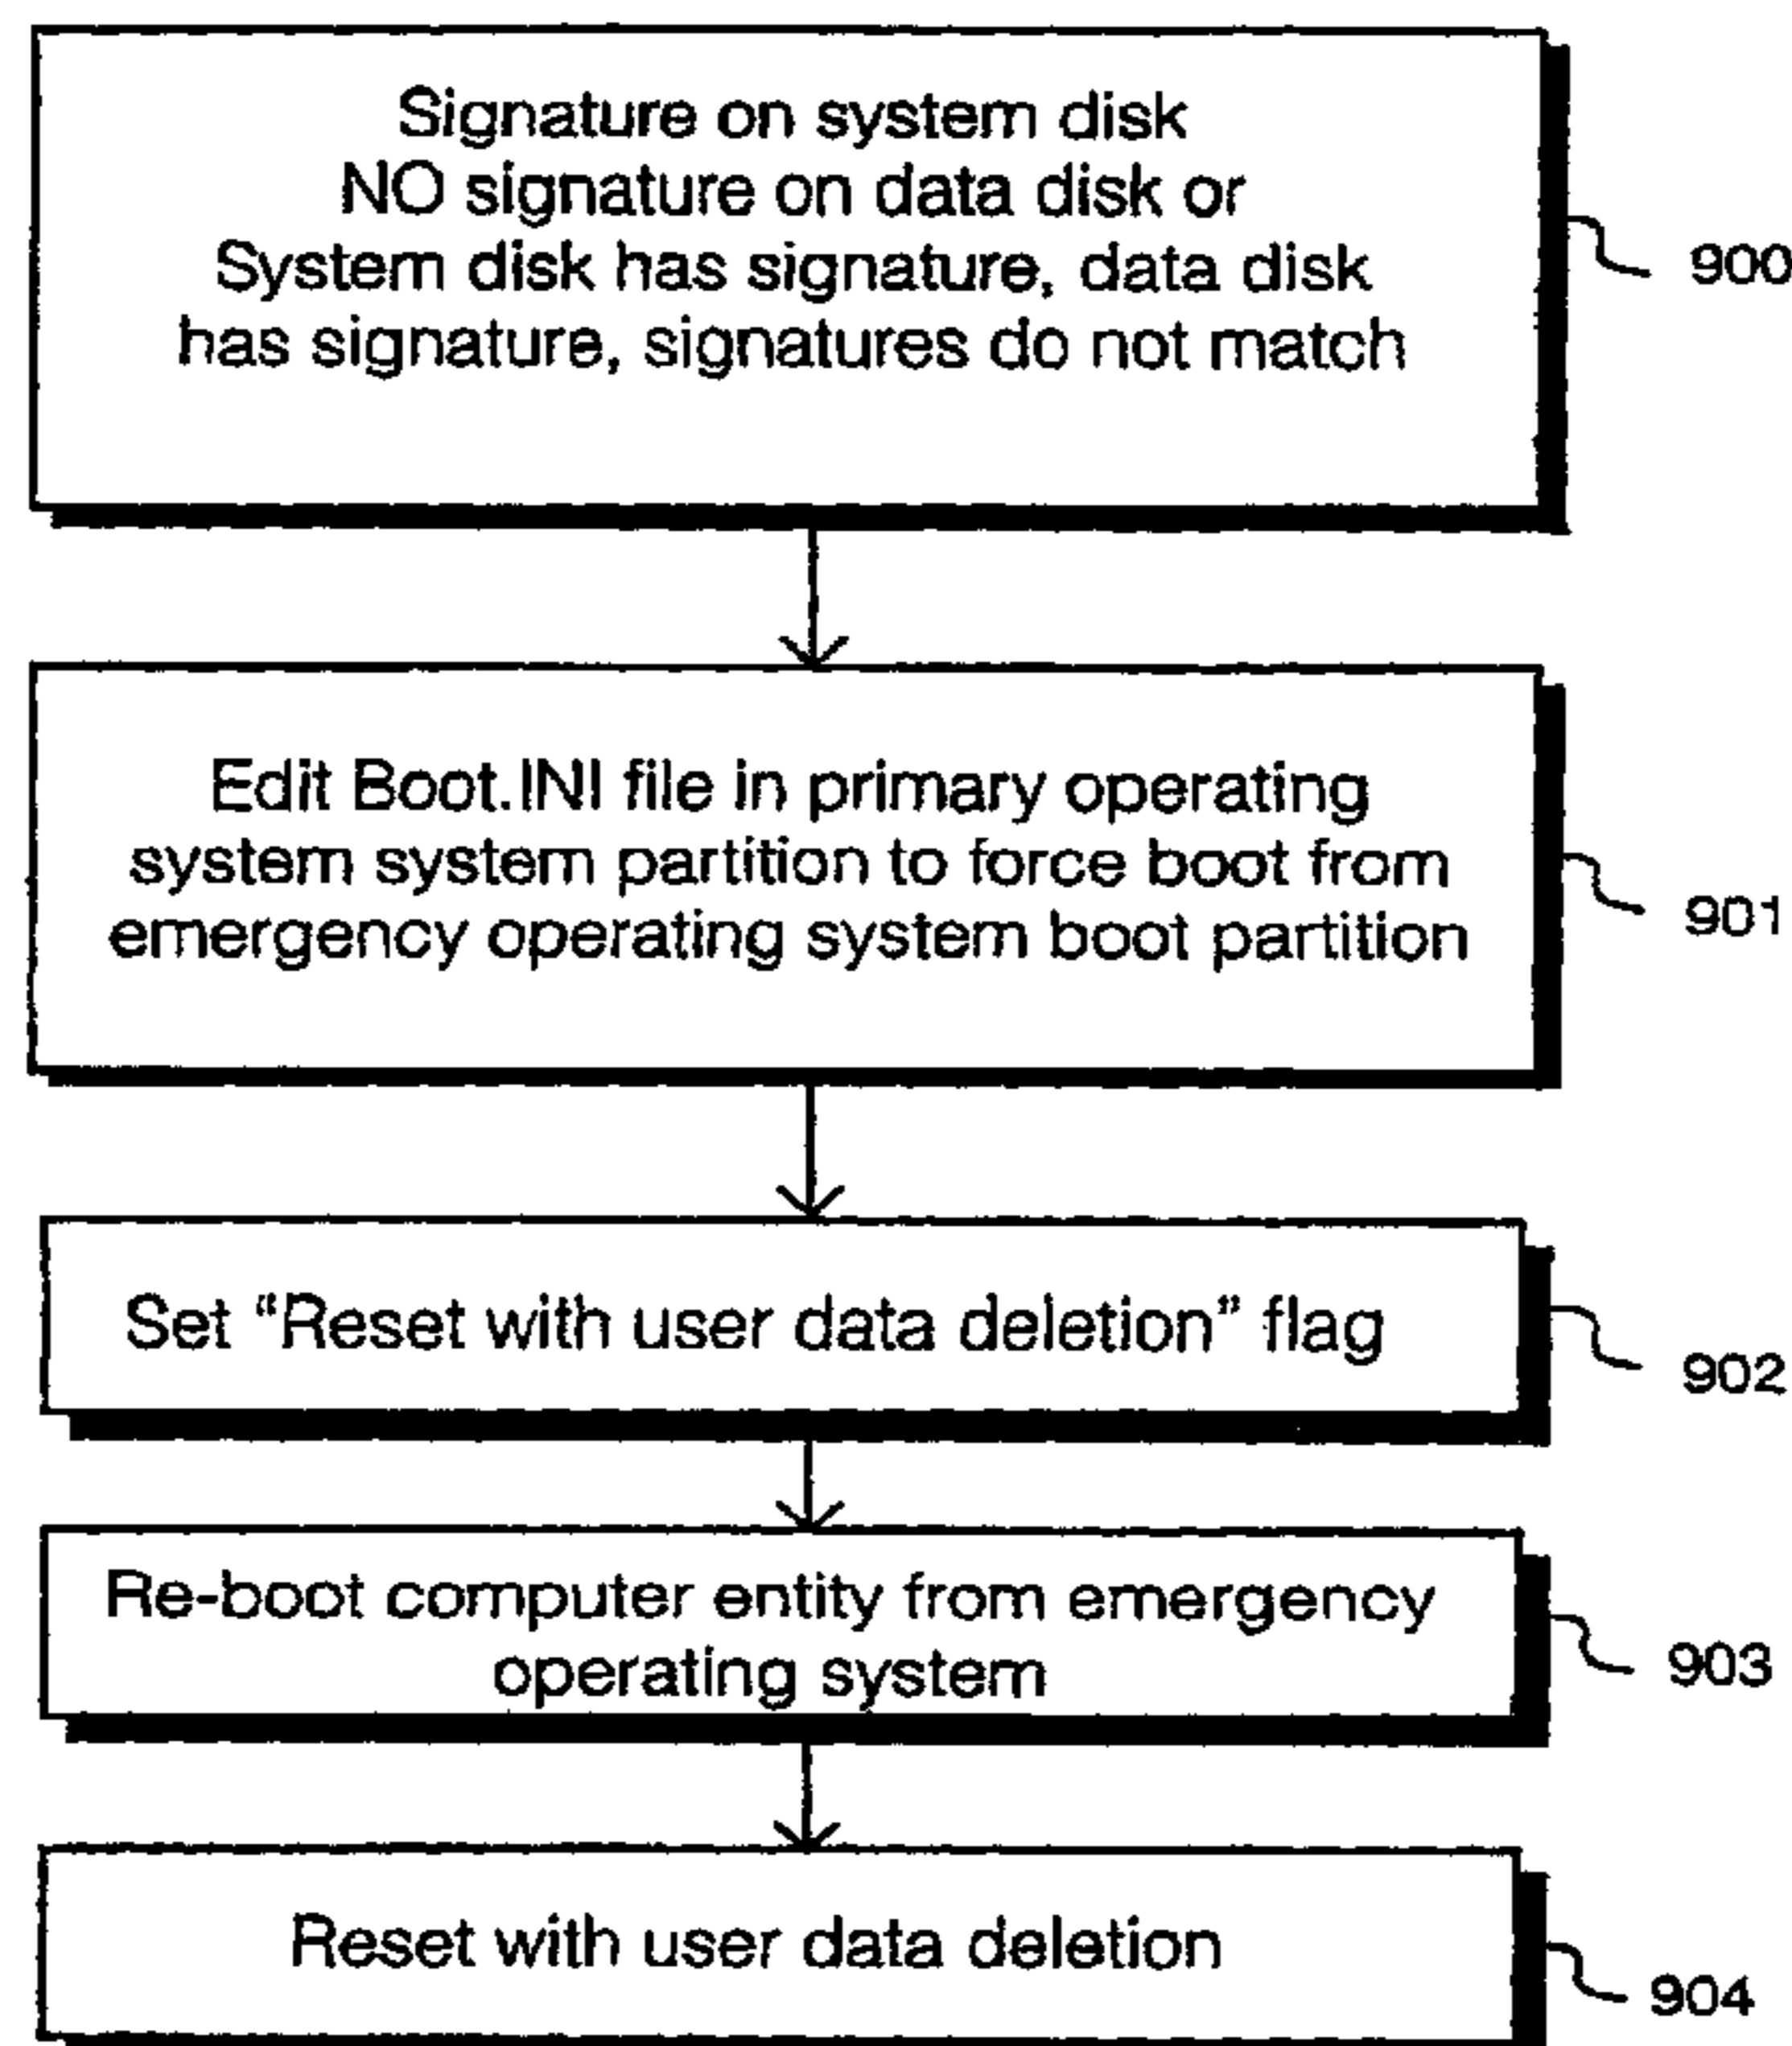 Signature on system disk
NO signature on data disk or
System disk has signature, data disk
has signature, signatures do not match
900
Edit Boot.INI file in primary operating
system system partition to force boot from
emergency operating system boot partition
901
Set “Reset with user data deletion” flag
902
Re-boot computer entity from emergency
operating system
903
Reset with user data deletion
904